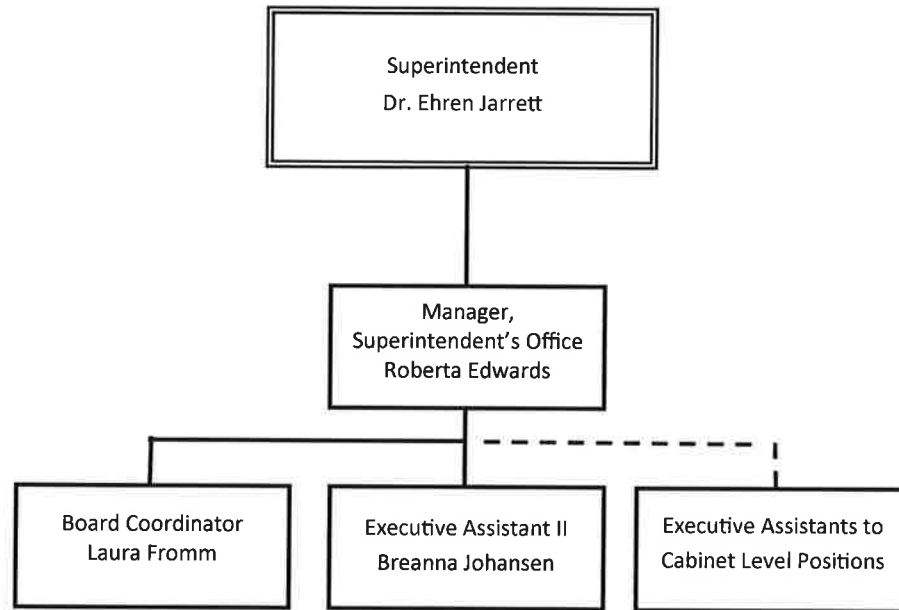 Superintendent
Dr. Ehren Jarrett
Manager,
Superintendent’s Office
Roberta Edwards
Board Coordinator
Laura Fromm
Executive Assistant II
Breanna Johansen
Executive Assistants to
Cabinet Level Positions